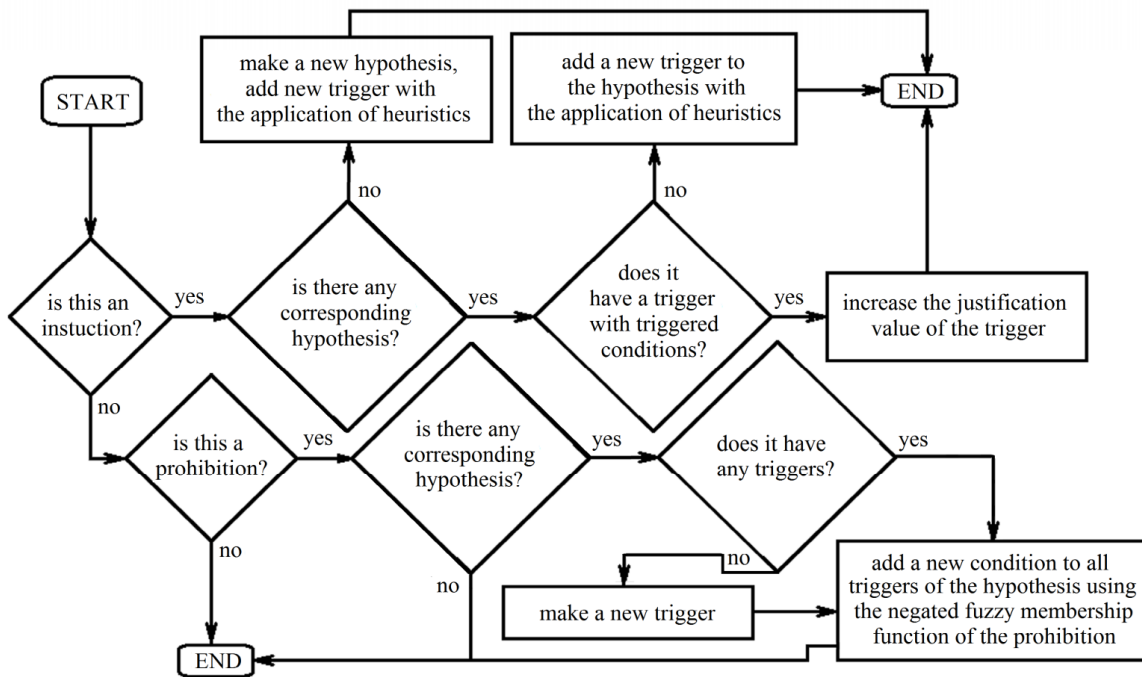 START
make a new hypothesis,
add new trigger with
the application of heuristics
add a new trigger to
the hypothesis with
the application of heuristics
END
no
no
is this an
instuction?
yes
is there any
corresponding
hypothesis?
yes
does it
have a trigger
with triggered
conditions?
yes
increase the justification
value of the trigger
no
is this a
prohibition?
yes
is there any
corresponding
hypothesis?
yes
does it have
any triggers?
yes
no
no
no
make a new trigger
add a new condition to all
triggers of the hypothesis using
the negated fuzzy membership
function of the prohibition
END